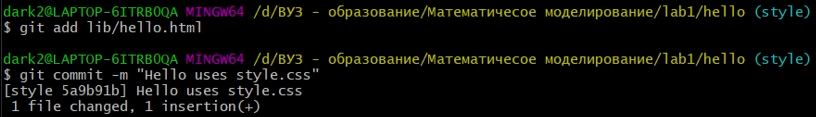 dark2@LAPTOP-6ITRBOQA MINGW64 /d/ВУЗ - образование/Математичесое моделирование/lab1/hello (style)
$ git add lib/hello.html
dark2@LAPTOP-6ITRBOQA MINGW64 /d/ВУЗ - образование/Математичесое моделирование/lab1/hello (style)
$ git commit -m "Hello uses style.css"
[style 5a9b91b] Hello uses style.css
 1 file changed, 1 insertion(+)